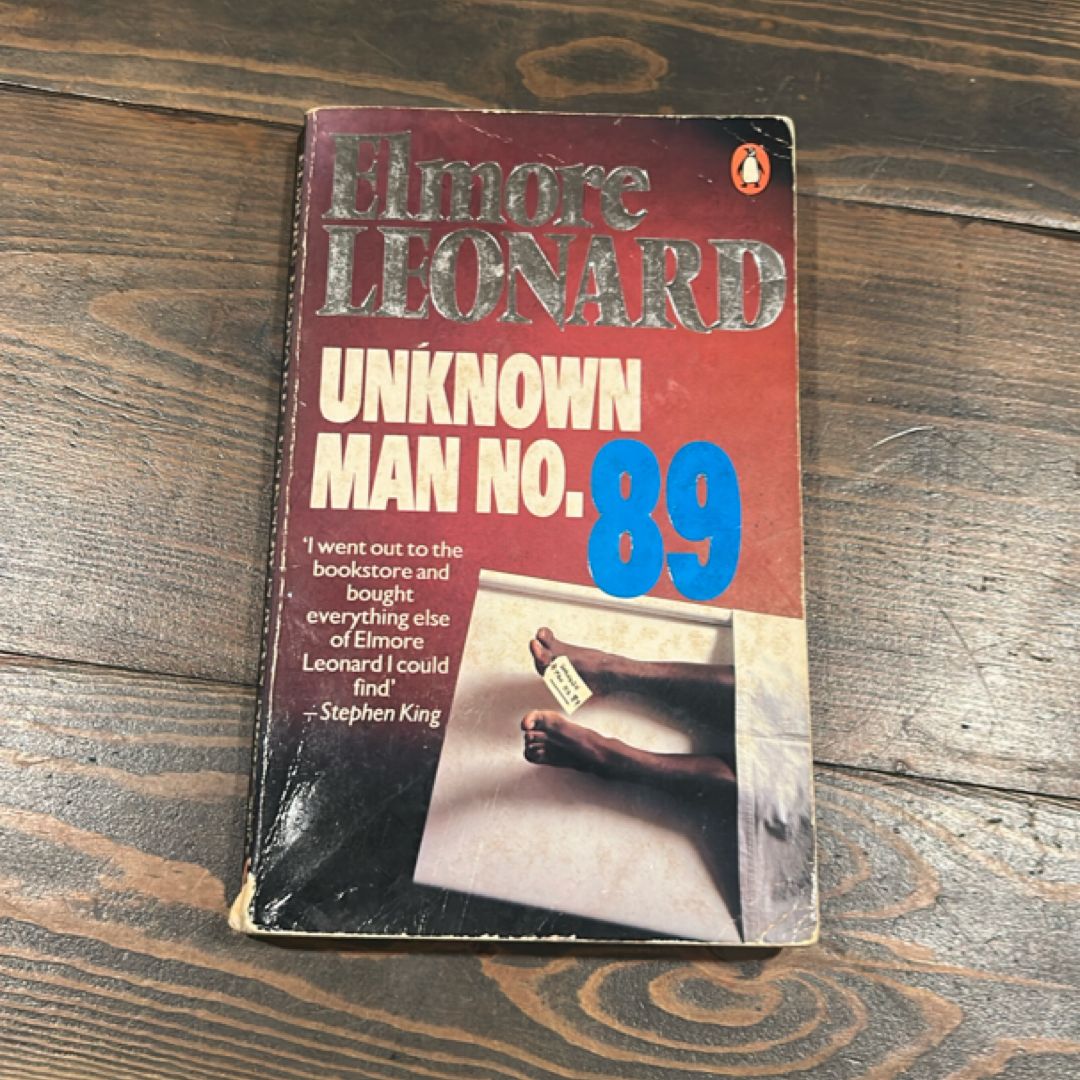 Elmore
LEONARD
UNKNOWN
MAN NO. 89
'I went out to the
bookstore and
bought
everything else
of Elmore
Leonard I could
find'
– Stephen King